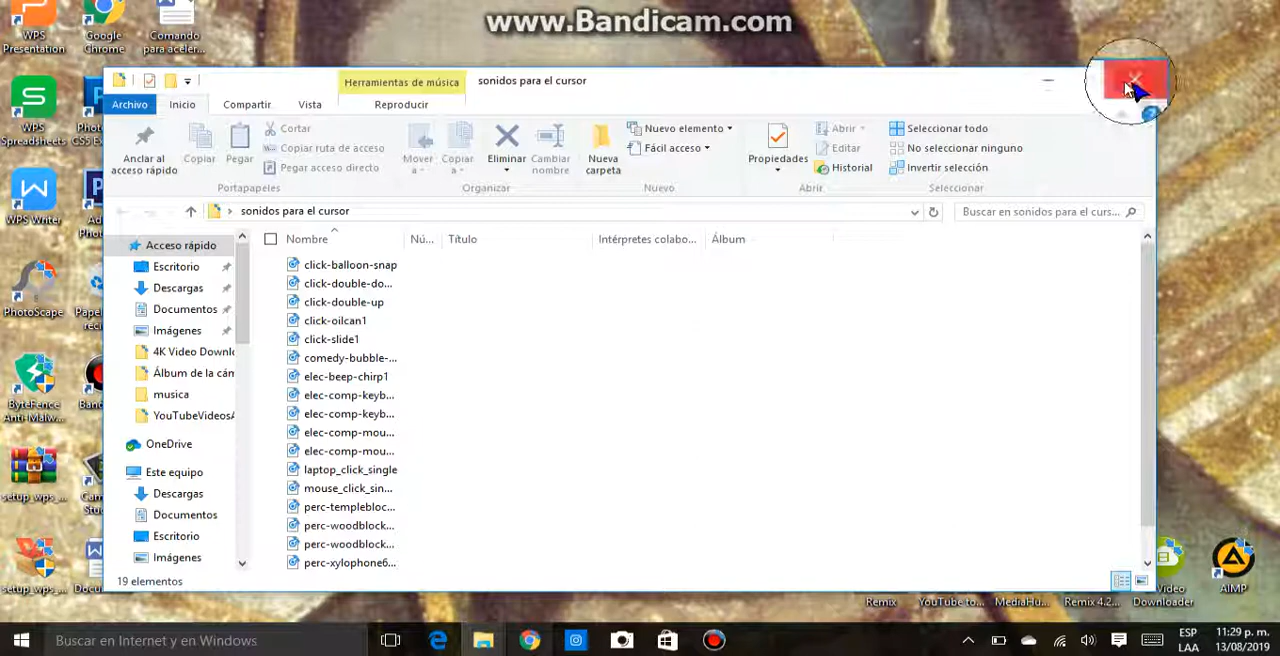 www.Bandicam.com
WPS Presentation
Google Chrome
Comando para acéler...
Herramientas de música
sonidos para el cursor
Archivo
Inicio
Compartir
Vista
Reproducir
WPS Spreadsheets
Anclar al acceso rápido
Copiar
Pegar
Cortar
Copiar ruta de acceso
Pegar acceso directo
Portapapeles
Mover a
Copiar a
Eliminar
Cambiar nombre
Organizar
Nueva carpeta
Nuevo elemento
Fácil acceso
Nuevo
Propiedades
Abrir
Editar
Historial
Abrir
Seleccionar todo
No seleccionar ninguno
Invertir selección
Seleccionar
WPS Writer
sonidos para el cursor
Buscar en sonidos para el curs...
Nombre
Nú...
Título
Intérpretes colabo...
Álbum
Acceso rápido
Escritorio
Descargas
Documentos
Imágenes
4K Video Downl
Álbum de la cám
musica
YouTubeVideosA
OneDrive
Este equipo
Descargas
Documentos
Escritorio
Imágenes
click-balloon-snap
click-double-do...
click-double-up
click-oilcan1
click-slide1
comedy-bubble-...
elec-beep-chirp1
elec-comp-keyb...
elec-comp-keyb...
elec-comp-mou...
elec-comp-mou...
laptop_click_single
mouse_click_sin...
perc-templebloc...
perc-woodblock...
perc-woodblock...
perc-xylophone6...
19 elementos
PhotoScape
ByteFence Anti-Malw...
setup_wps_...
setup_wps_...
Remix
YouTube to...
MediaHu...
Remix 4.2...
Video Downloader
AIMP
Buscar en Internet y en Windows
ESP
LAA
11:29 p. m.
13/08/2019